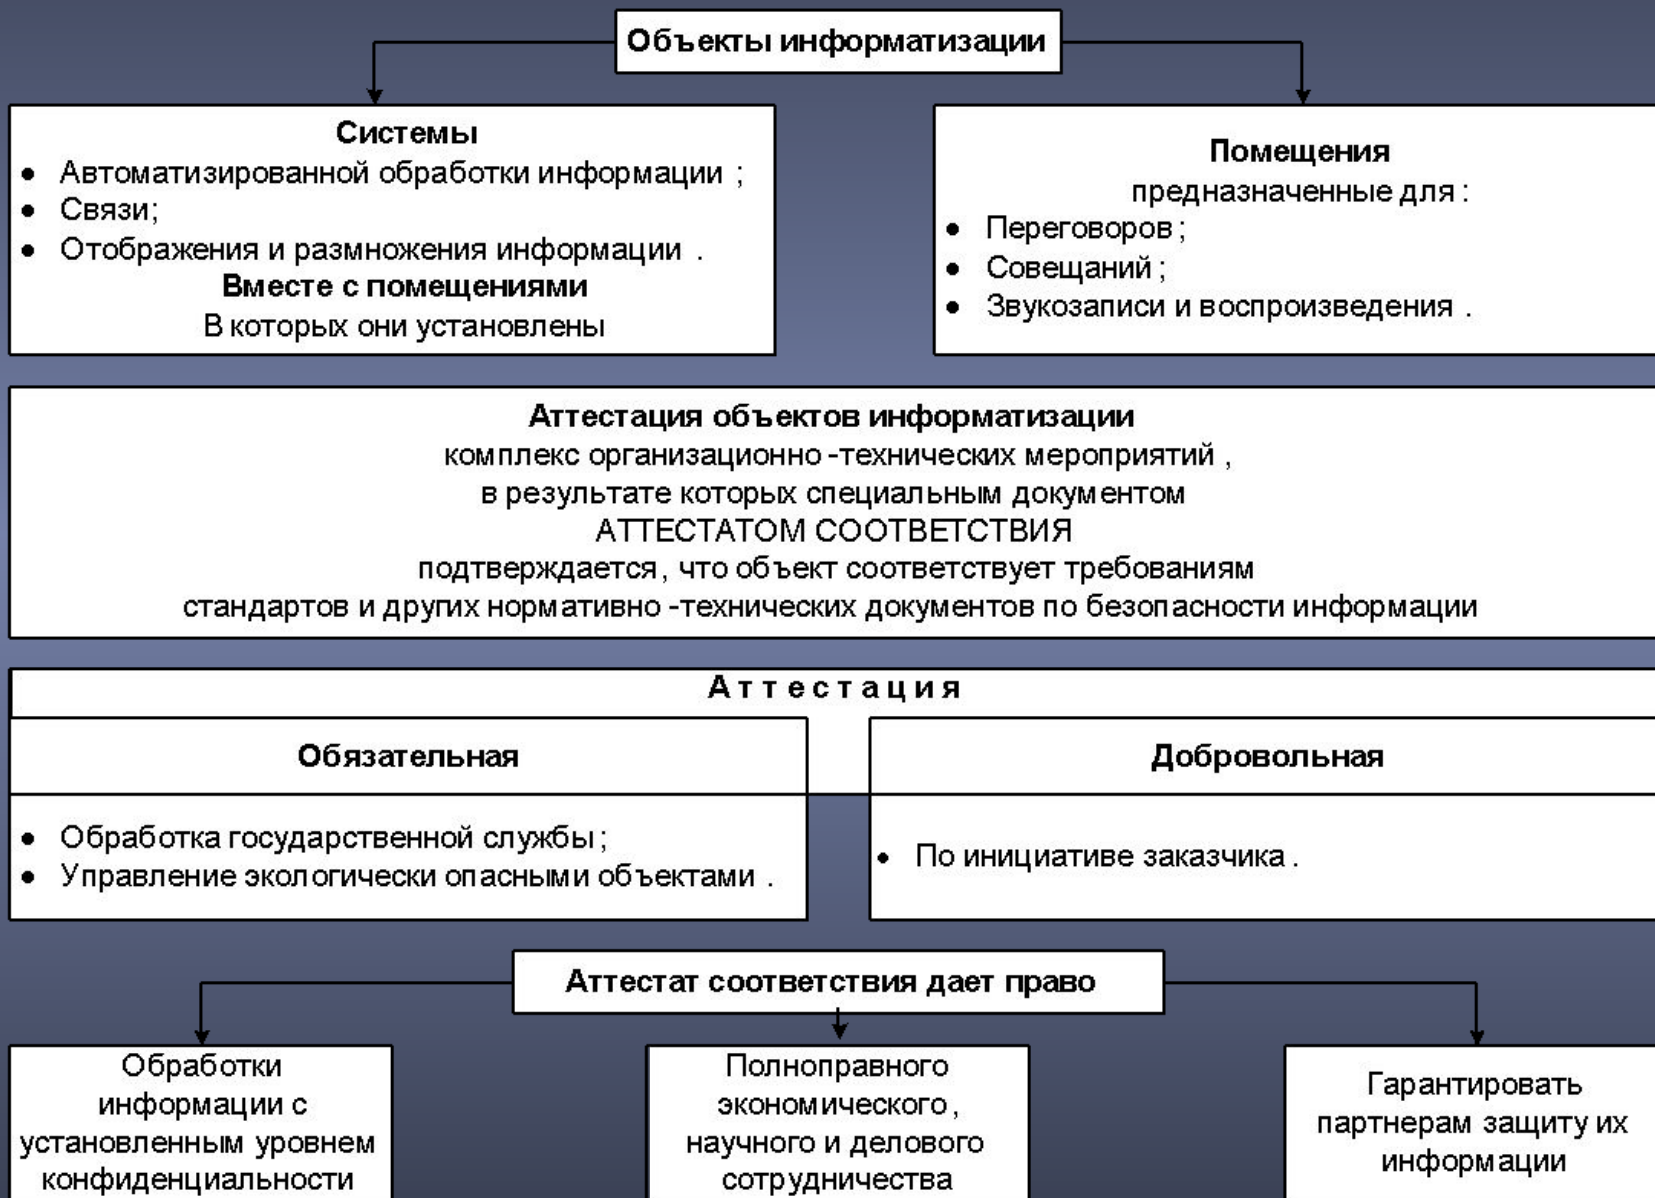 Объекты информатизации
Системы
• Автоматизированной обработки информации ;
• Связи;
• Отображения и размножения информации .
Вместе с помещениями
В которых они установлены
Помещения
предназначенные для :
• Переговоров ;
• Совещаний ;
• Звукозаписи и воспроизведения .
Аттестация объектов информатизации
комплекс организационно -технических мероприятий ,
в результате которых специальным документом
АТТЕСТАТОМ СООТВЕТСТВИЯ
подтверждается, что объект соответствует требованиям
стандартов и других нормативно -технических документов по безопасности информации
А т т е с т а ц и я
Обязательная
• Обработка государственной службы ;
• Управление экологически опасными объектами .
Добровольная
• По инициативе заказчика .
Аттестат соответствия дает право
Обработки
информации с
установленным уровнем
конфиденциальности
Полноправного
экономического ,
научного и делового
сотрудничества
Гарантировать
партнерам защиту их
информации